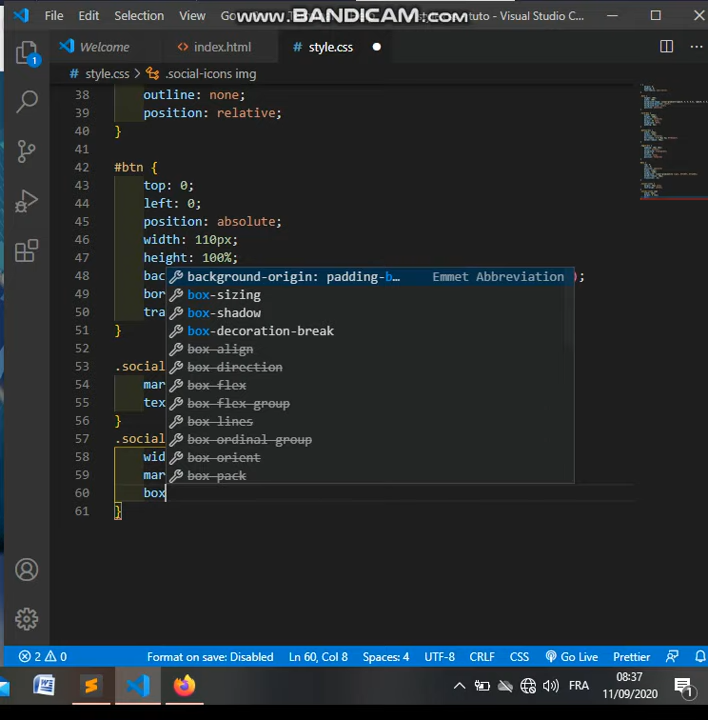 File Edit Selection View Go www.BANDICAM.com tuto - Visual Studio C...
Welcome <> index.html # style.css
# style.css > .social-icons img
38 outline: none;
39 position: relative;
40 }
41
42 #btn {
43 top: 0;
44 left: 0;
45 position: absolute;
46 width: 110px;
47 height: 100%;
48 bac );
49 bor
50 tra
51 }
52
53 .social
54 mar
55 tex
56 }
57 .social
58 wid
59 mar
60 box
61 }
background-origin: padding-b... Emmet Abbreviation
box-sizing
box-shadow
box-decoration-break
box-align
box-direction
box-flex
box-flex-group
box-lines
box-ordinal-group
box-orient
box-pack
1
2 0 Format on save: Disabled Ln 60, Col 8 Spaces: 4 UTF-8 CRLF CSS Go Live Prettier
FRA 08:37
11/09/2020 1